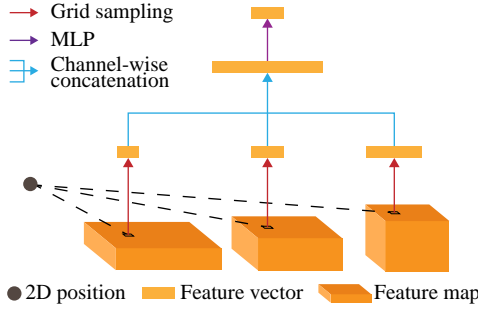 Grid sampling
MLP
Channel-wise
concatenation
2D position
Feature vector
Feature map